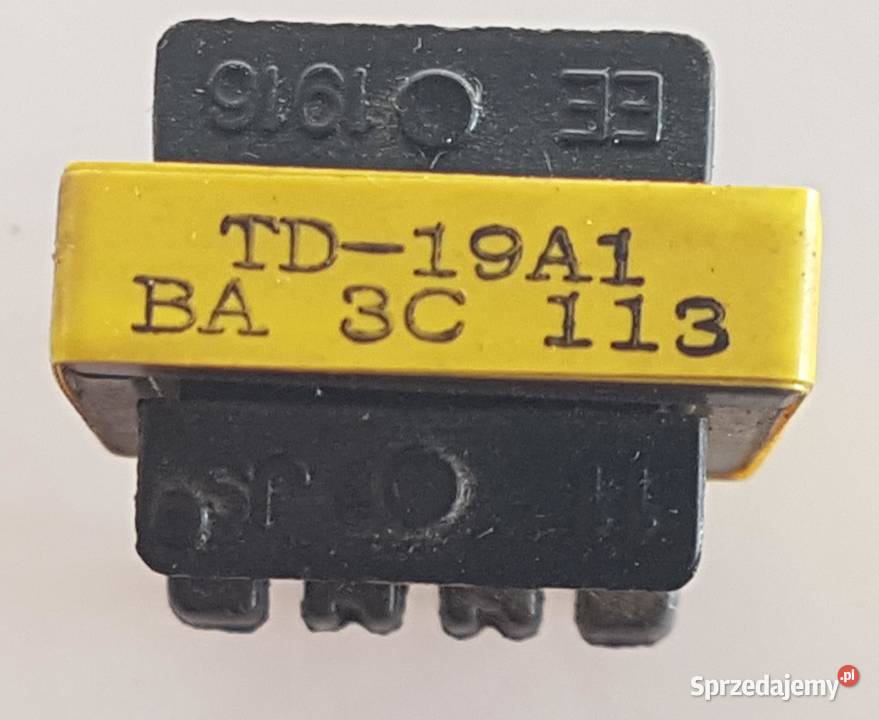 EE 1916
TD-19A1
BA 3C 113
Sprzedajemy.pl